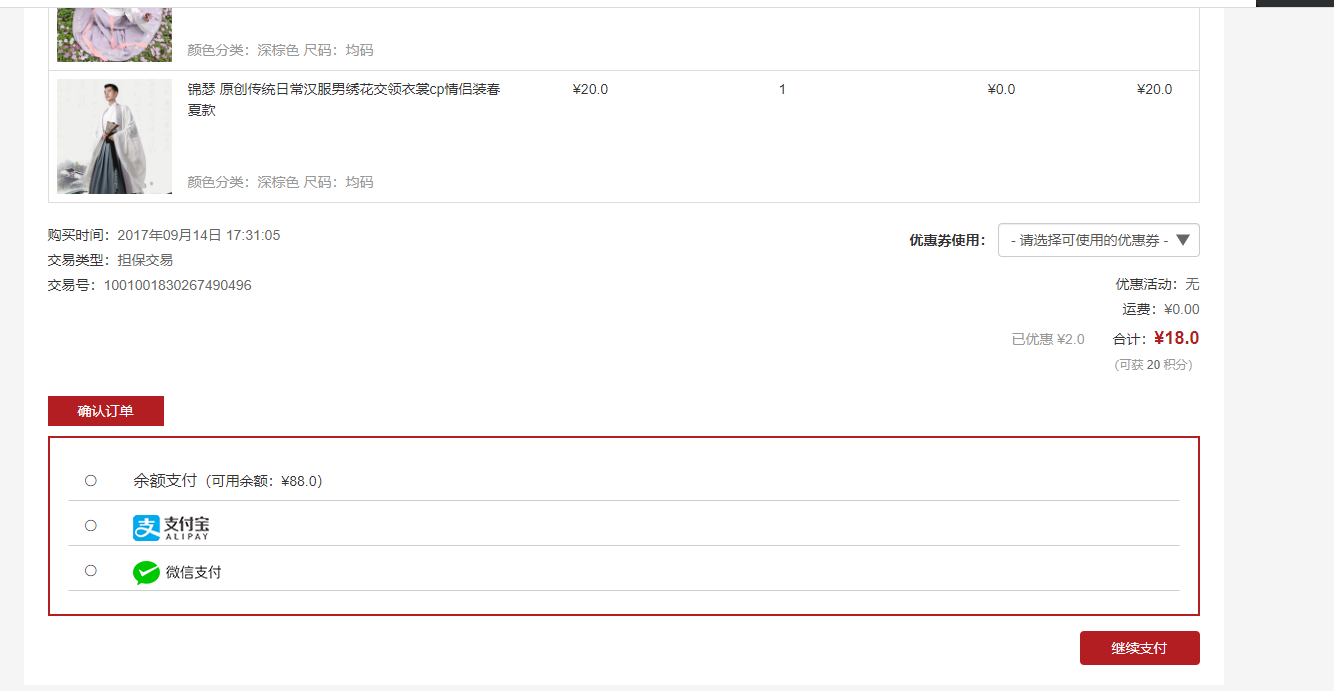 颜色分类：深棕色 尺码：均码
锦瑟 原创传统日常汉服男绣花交领衣裳cp情侣装春 ¥20.0 1 ¥0.0 ¥20.0
夏款
颜色分类：深棕色 尺码：均码
购买时间：2017年09月14日 17:31:05
交易类型：担保交易
交易号：1001001830267490496
优惠券使用： - 请选择可使用的优惠券 -
优惠活动：无
运费：¥0.00
已优惠 ¥2.0 合计：¥18.0
(可获 20 积分)
确认订单
余额支付（可用余额：¥88.0）
支 支付宝
ALIPAY
微信支付
继续支付